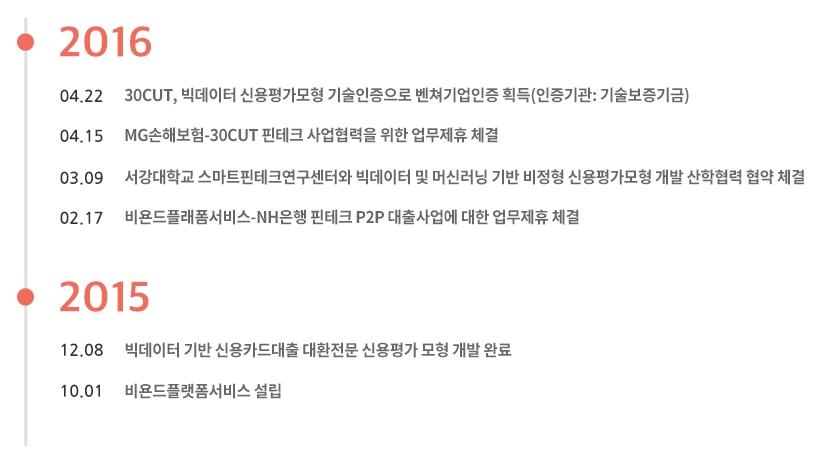 2016
04.22 30CUT, 빅데이터 신용평가모형 기술인증으로 벤쳐기업인증 획득(인증기관: 기술보증기금)
04.15 MG손해보험-30CUT 핀테크 사업협력을 위한 업무제휴 체결
03.09 서강대학교 스마트핀테크연구센터와 빅데이터 및 머신러닝 기반 비정형 신용평가모형 개발 산학협력 협약 체결
02.17 비욘드플래폼서비스-NH은행 핀테크 P2P 대출사업에 대한 업무제휴 체결
2015
12.08 빅데이터 기반 신용카드대출 대환전문 신용평가 모형 개발 완료
10.01 비욘드플랫폼서비스 설립